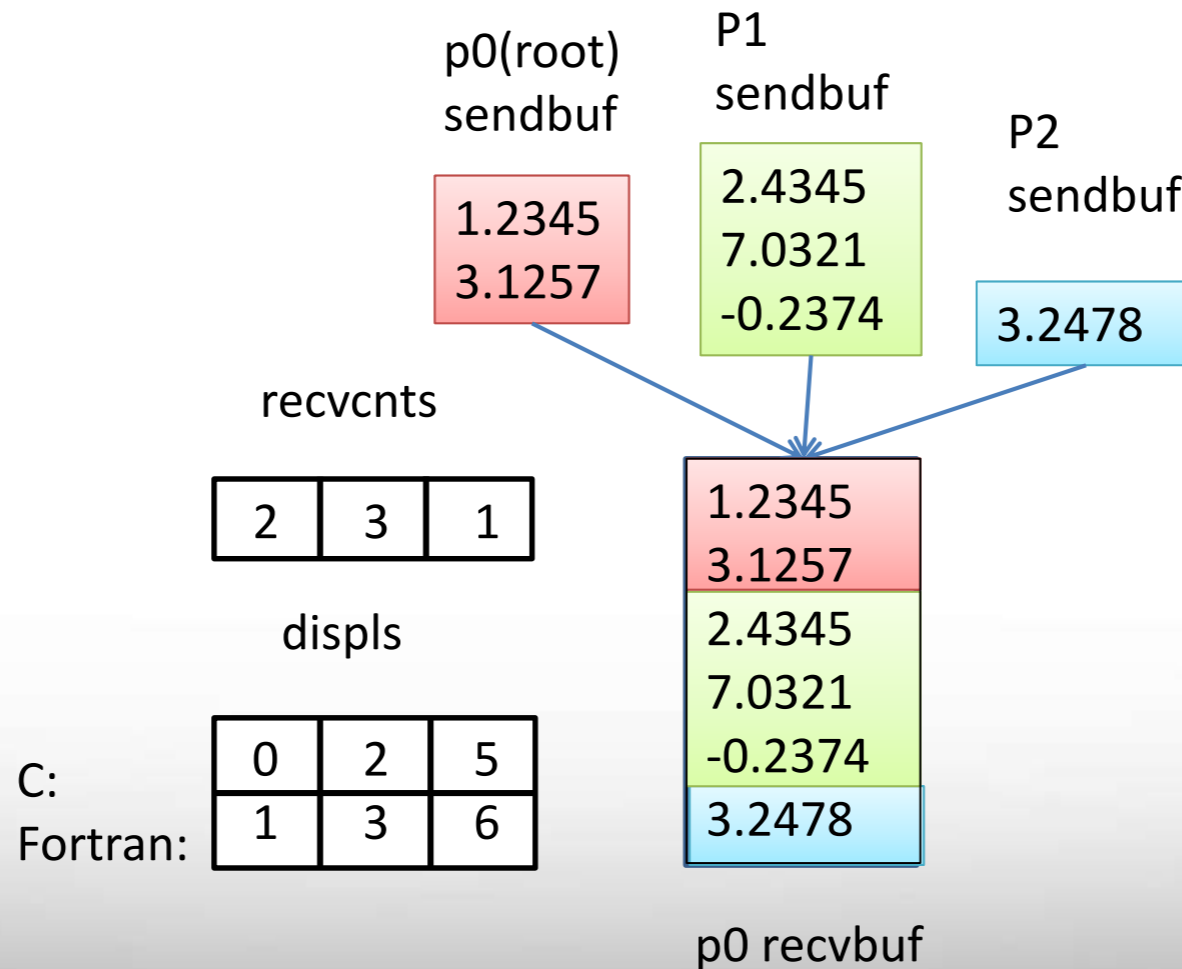 p0(root)
sendbuf
P1
sendbuf
P2
sendbuf
1.2345
3.1257
2.4345
7.0321
-0.2374
3.2478
recvcnts
2 3 1
displs
C: 0 2 5
Fortran: 1 3 6
1.2345
3.1257
2.4345
7.0321
-0.2374
3.2478
p0 recvbuf